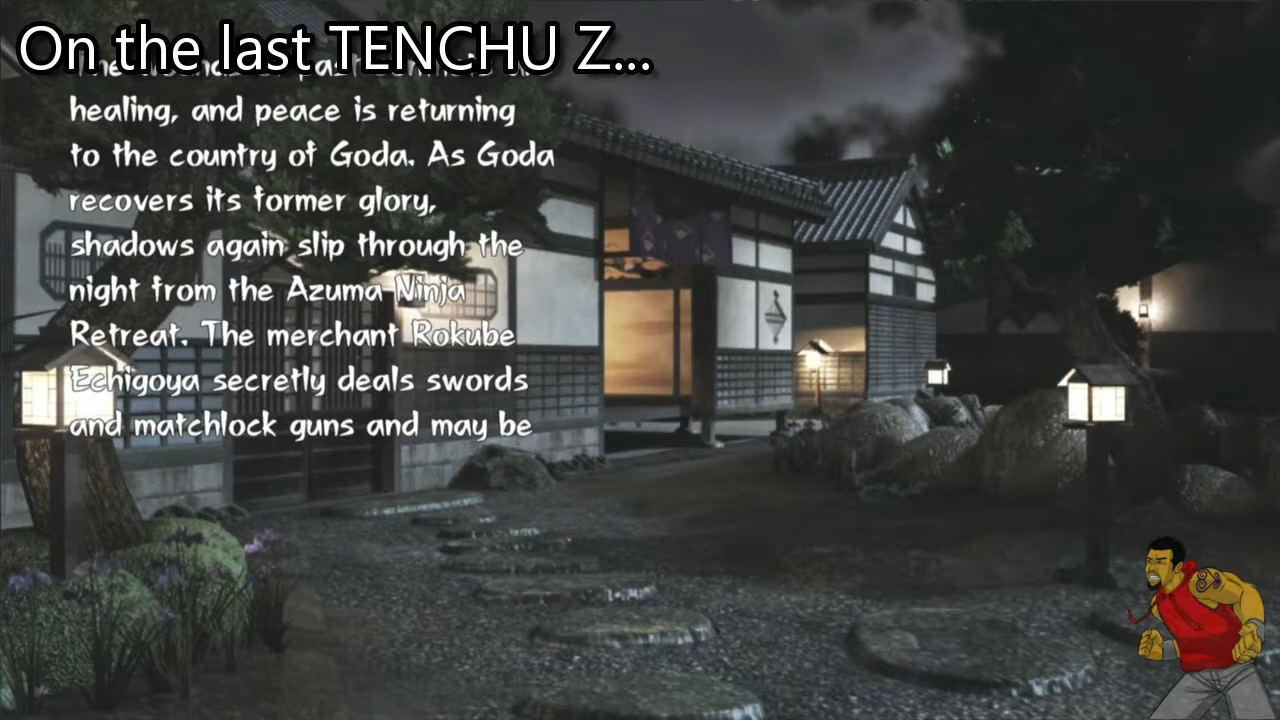 On the last TENCHU Z...
healing, and peace is returning
to the country of Goda. As Goda
recovers its former glory,
shadows again slip through the
night from the Azuma Ninja
Retreat. The merchant Rokube
Echigoya secretly deals swords
and matchlock guns and may be